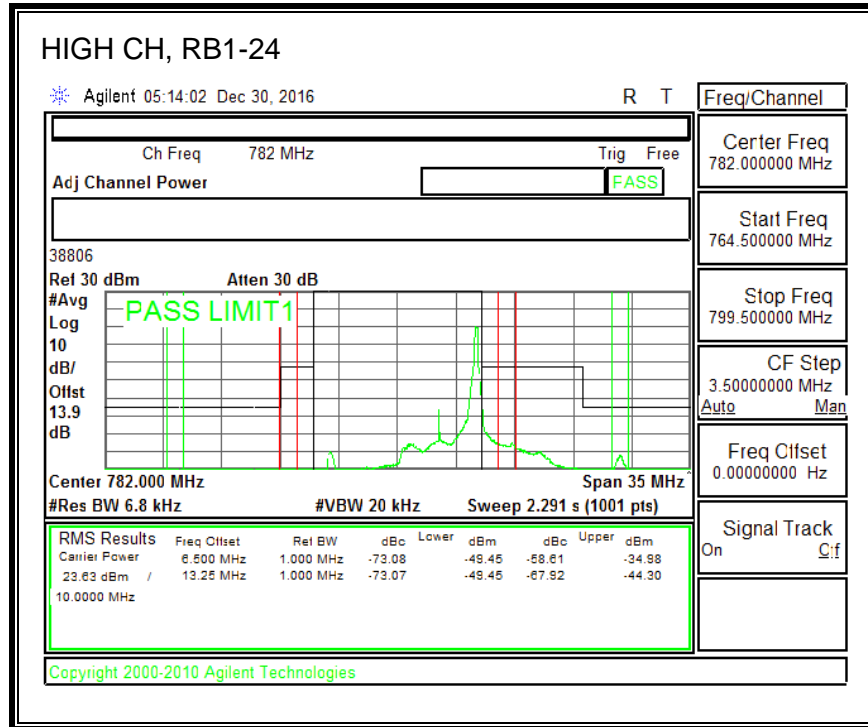 HIGH CH, RB1-24
Agilent 05:14:02 Dec 30, 2016 R T
Freq/Channel
Ch Freq 782 MHz Trig Free
Adj Channel Power PASS
Center Freq
782.000000 MHz
Start Freq
764.500000 MHz
Stop Freq
799.500000 MHz
CF Step
3.50000000 MHz
Auto Man
Freq Offset
0.00000000 Hz
Signal Track
On Off
38806
Ref 30 dBm Atten 30 dB
#Avg
Log
10
dB/
Offst
13.9
dB
PASS LIMIT1
Center 782.000 MHz Span 35 MHz
#Res BW 6.8 kHz #VBW 20 kHz Sweep 2.291 s (1001 pts)
RMS Results Freq Offset Ref BW dBc Lower dBm dBc Upper dBm
Carrier Power 6.500 MHz 1.000 MHz -73.08 -49.45 -58.61 -34.98
23.63 dBm / 13.25 MHz 1.000 MHz -73.07 -49.45 -67.92 -44.30
10.0000 MHz
Copyright 2000-2010 Agilent Technologies